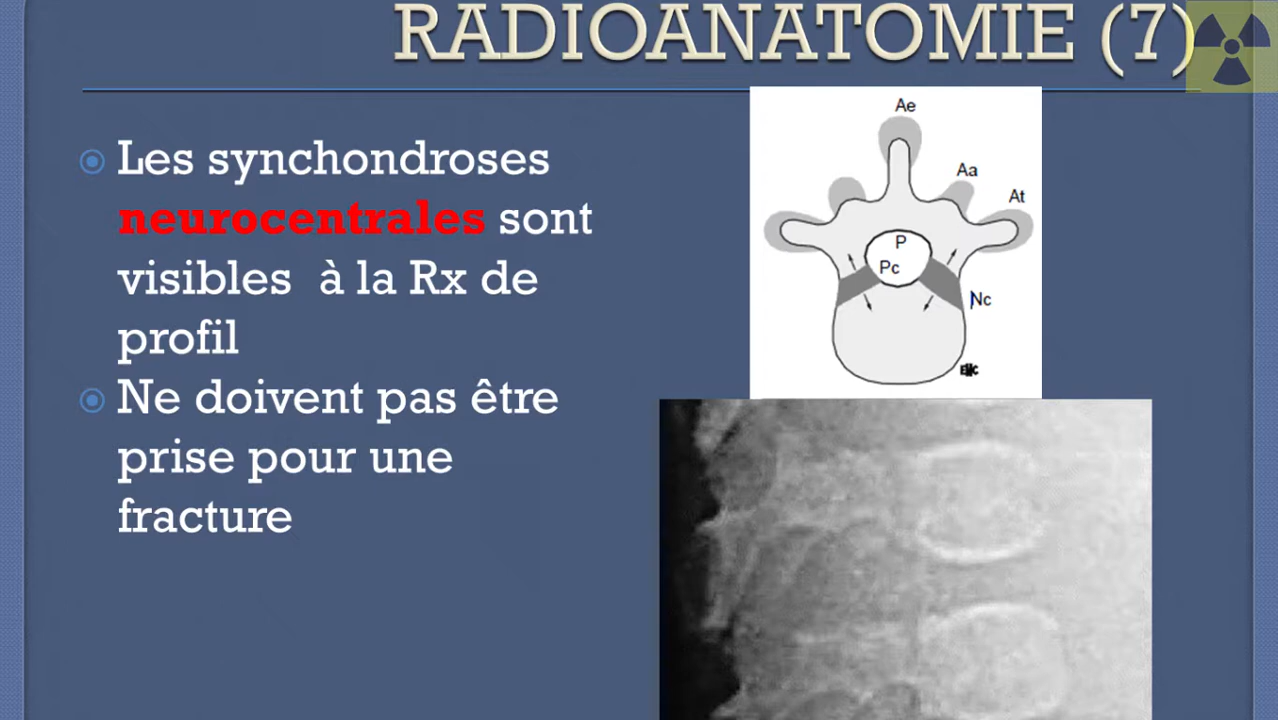 RADIOANATOMIE (7)
Les synchondroses
neurocentrales sont
visibles à la Rx de
profil
Ne doivent pas être
prise pour une
fracture
Ae
Aa
At
P
Pc
Nc